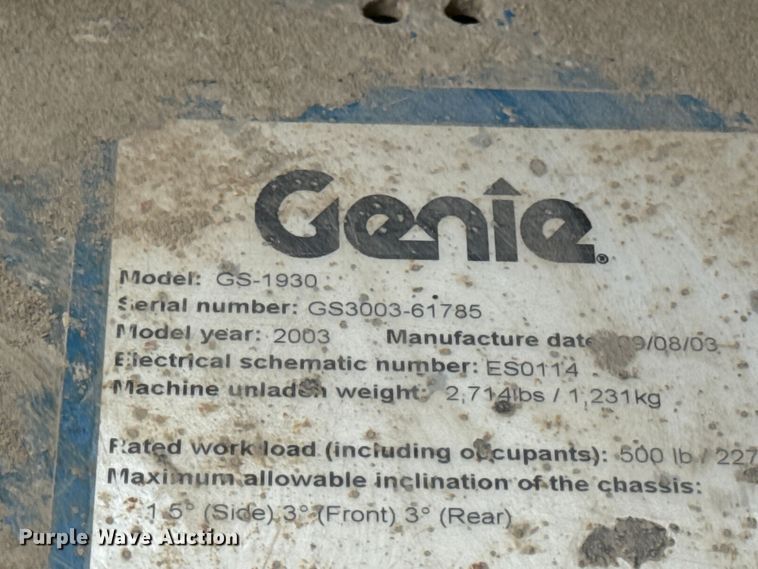 Genie®
Model: GS-1930
Serial number: GS3003-61785
Model year: 2003 Manufacture date: 09/08/03
Electrical schematic number: ES0114
Machine unladen weight: 2,714lbs / 1,231kg
Rated work load (including occupants): 500 lb / 227
Maximum allowable inclination of the chassis:
1.5° (Side) 3° (Front) 3° (Rear)
Purple Wave Auction